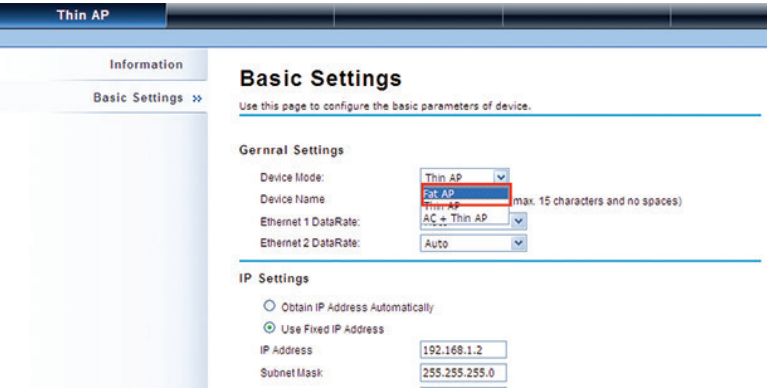 Thin AP
Information
Basic Settings »
Basic Settings
Use this page to configure the basic parameters of device.
Gernral Settings
Device Mode: Thin AP
Fat AP
Device Name Thin AP (max. 15 characters and no spaces)
Ethernet 1 DataRate: AC + Thin AP
Ethernet 2 DataRate: Auto
IP Settings
Obtain IP Address Automatically
Use Fixed IP Address
IP Address 192.168.1.2
Subnet Mask: 255.255.255.0